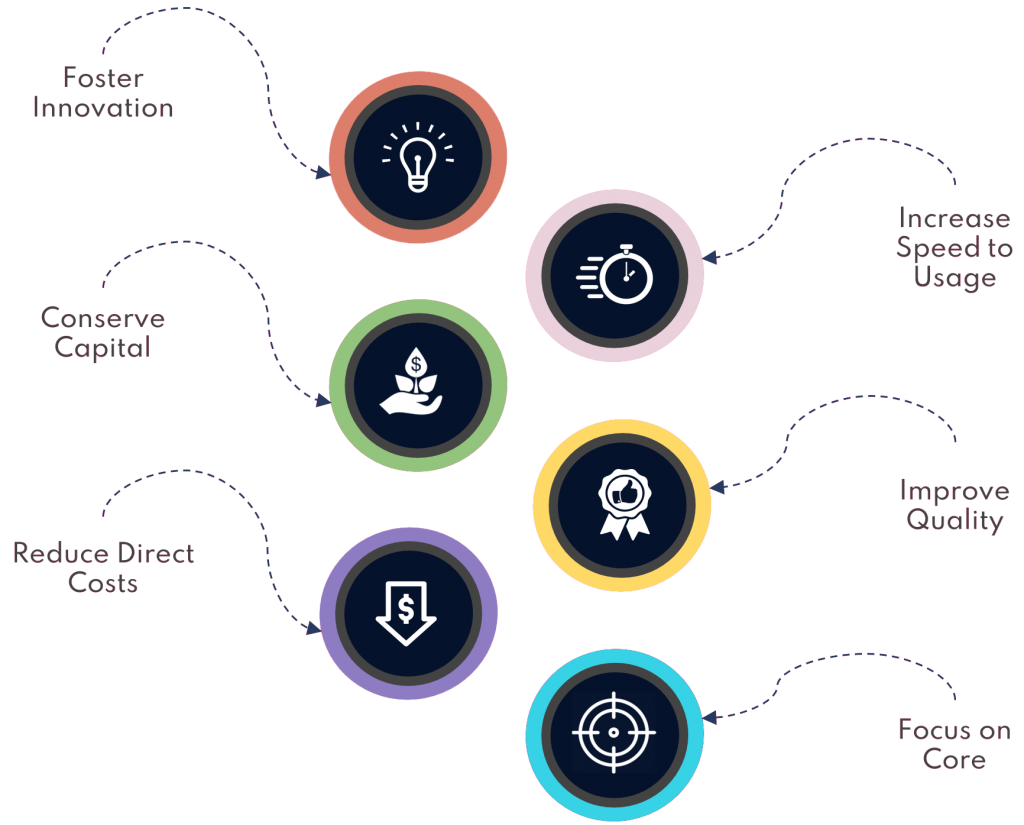 Foster
Innovation
Increase
Speed to
Usage
Conserve
Capital
$
Improve
Quality
Reduce Direct
Costs
$
Focus on
Core